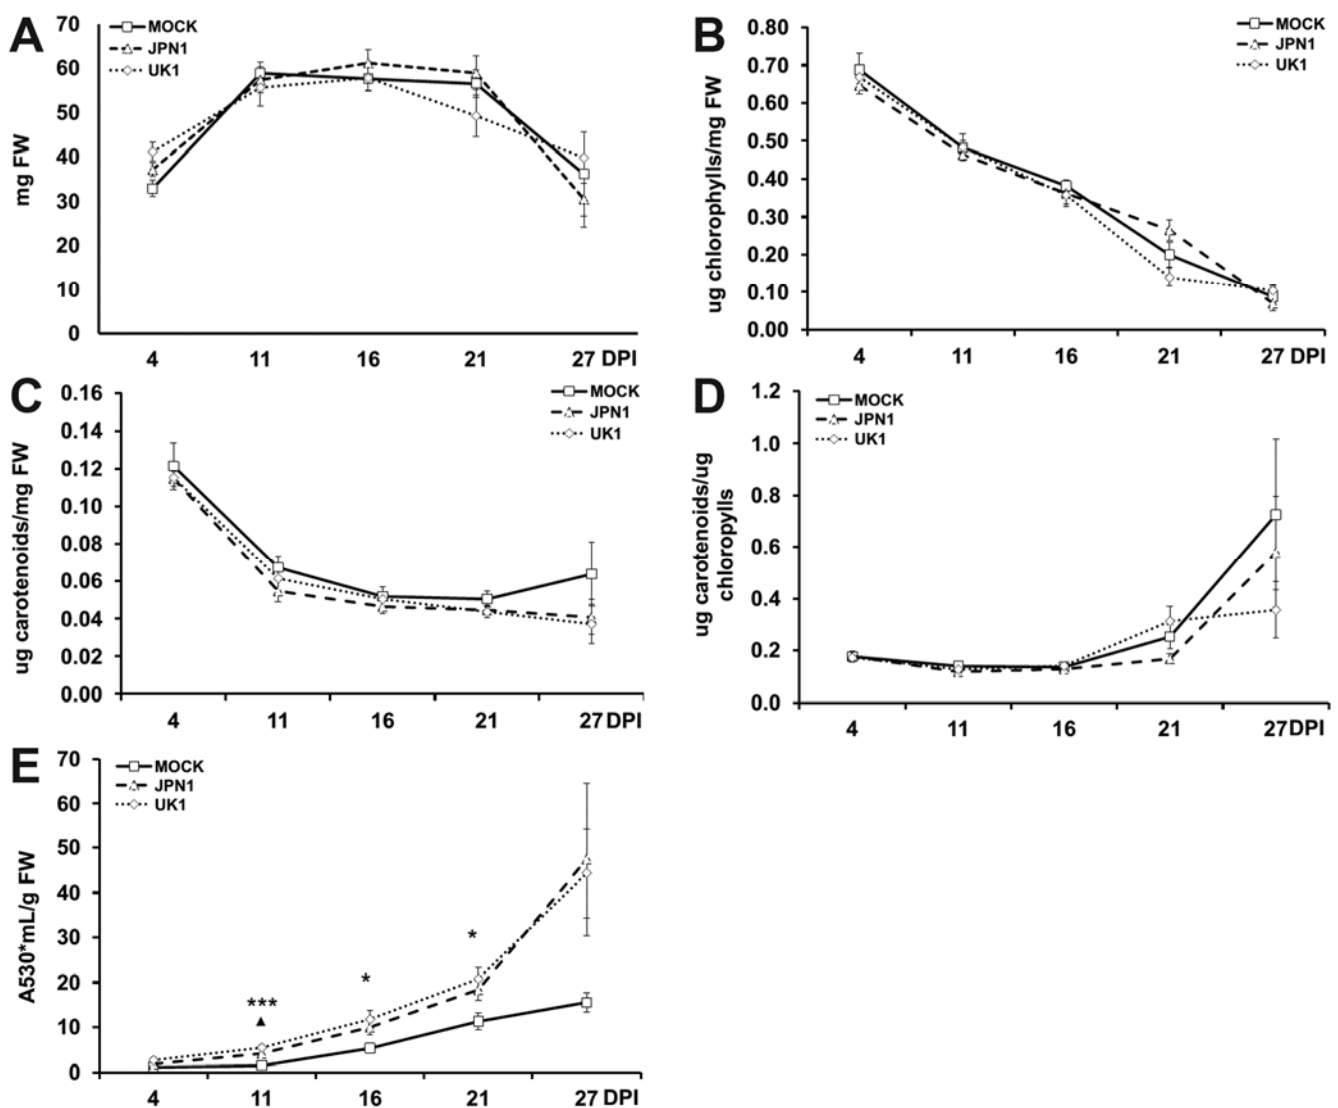 A
MOCK
JPN1
UK1
mg FW
70
60
50
40
30
20
10
0
4 11 16 21 27 DPI
B
MOCK
JPN1
UK1
ug chlorophylls/mg FW
0.80
0.70
0.60
0.50
0.40
0.30
0.20
0.10
0.00
4 11 16 21 27 DPI
C
MOCK
JPN1
UK1
ug carotenoids/mg FW
0.16
0.14
0.12
0.10
0.08
0.06
0.04
0.02
0.00
4 11 16 21 27DPI
D
MOCK
JPN1
UK1
ug carotenoids/ug
chloropylls
1.2
1.0
0.8
0.6
0.4
0.2
0.0
4 11 16 21 27DPI
E
MOCK
JPN1
UK1
A530*mL/g FW
70
60
50
40
30
20
10
0
***
▲
*
*
4 11 16 21 27 DPI